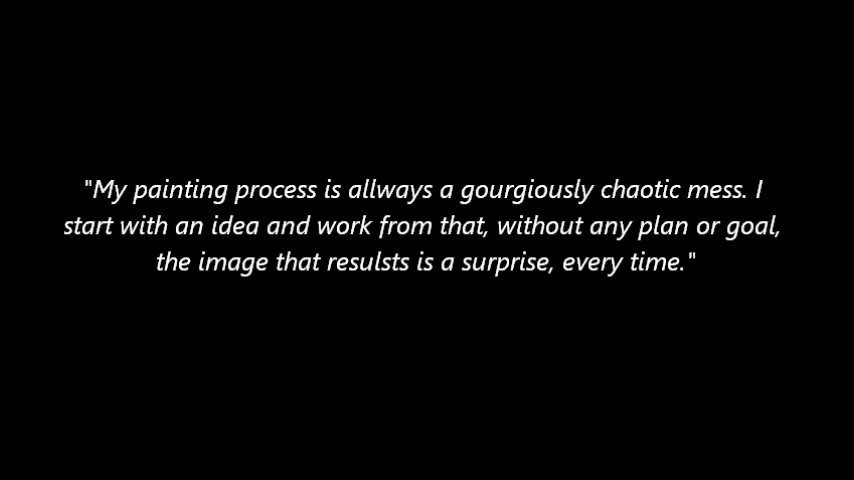 "My painting process is allways a gourgiously chaotic mess. I
start with an idea and work from that, without any plan or goal,
the image that resulsts is a surprise, every time."